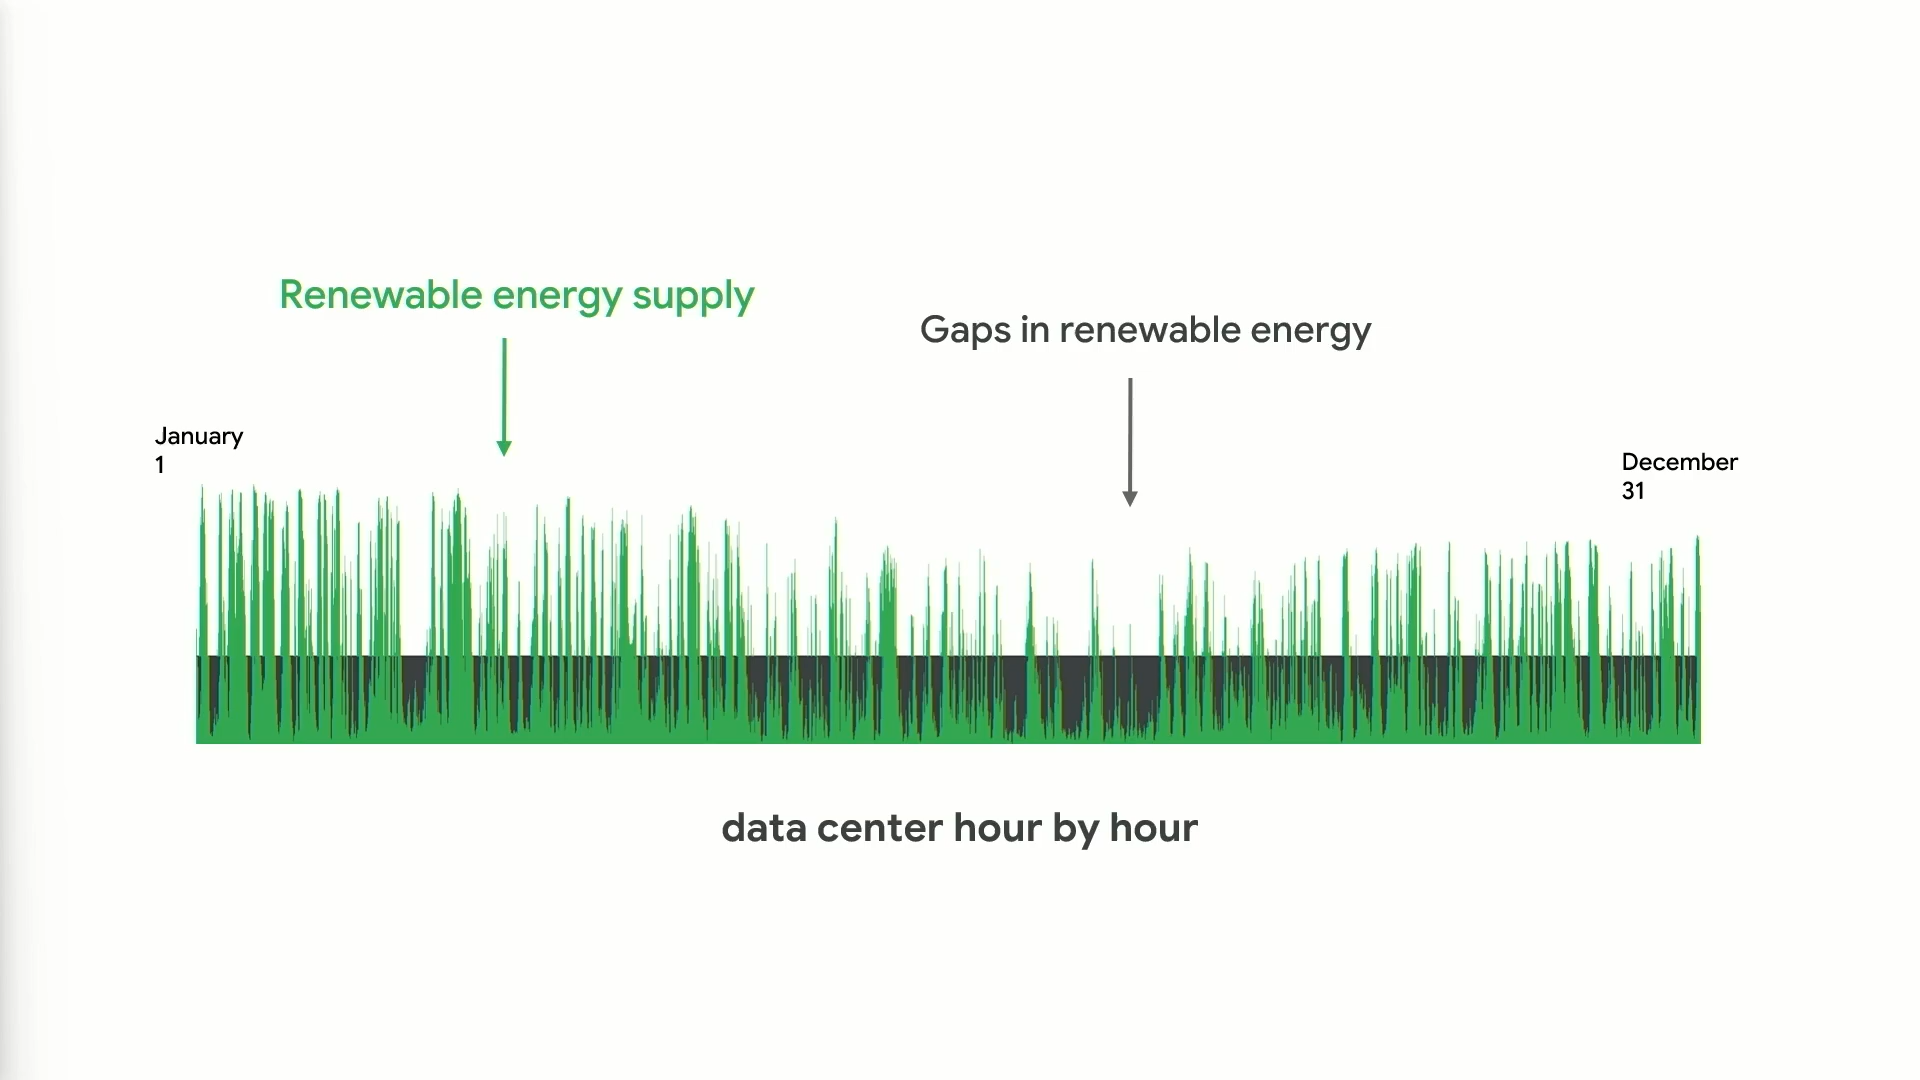 Renewable energy supply
Gaps in renewable energy
January
1
December
31
data center hour by hour